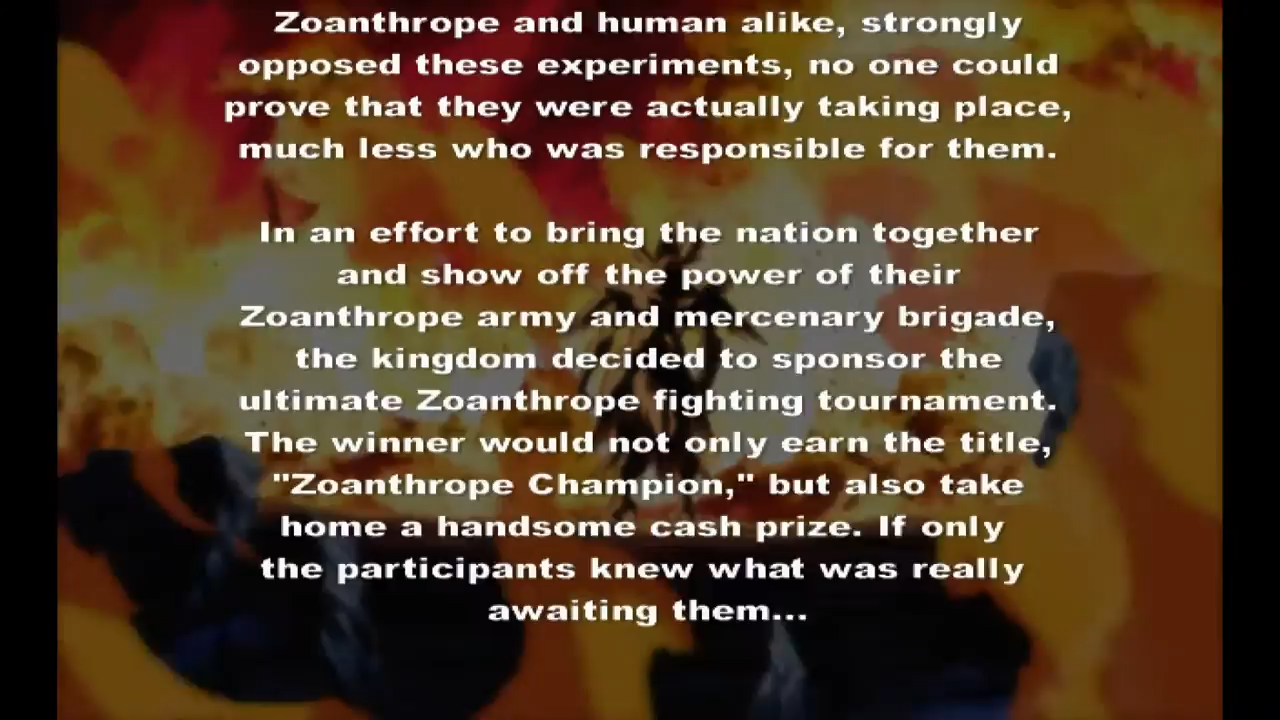 Zoanthrope and human alike, strongly
opposed these experiments, no one could
prove that they were actually taking place,
much less who was responsible for them.
In an effort to bring the nation together
and show off the power of their
Zoanthrope army and mercenary brigade,
the kingdom decided to sponsor the
ultimate Zoanthrope fighting tournament.
The winner would not only earn the title,
"Zoanthrope Champion," but also take
home a handsome cash prize. If only
the participants knew what was really
awaiting them...